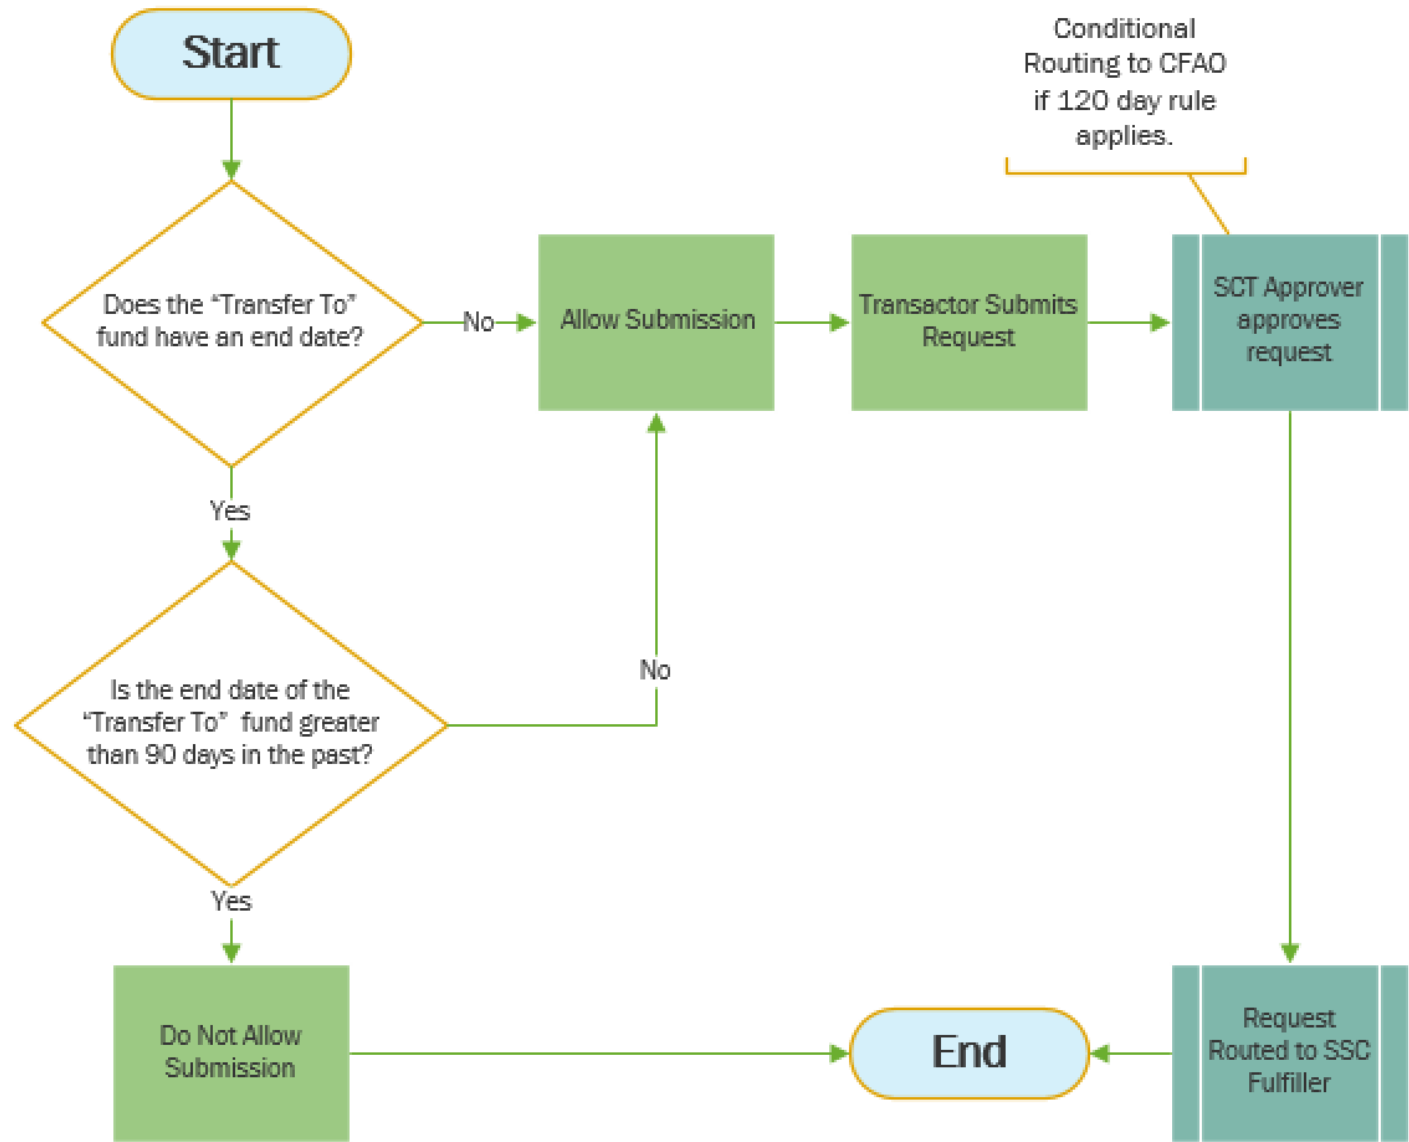 Start
Conditional
Routing to CFAO
if 120 day rule
applies.
Does the “Transfer To”
fund have an end date?
No
Allow Submission
Transactor Submits
Request
SCT Approver
approves
request
Yes
Is the end date of the
“Transfer To”  fund greater
than 90 days in the past?
No
Yes
Do Not Allow
Submission
End
Request
Routed to SSC
Fulfiller